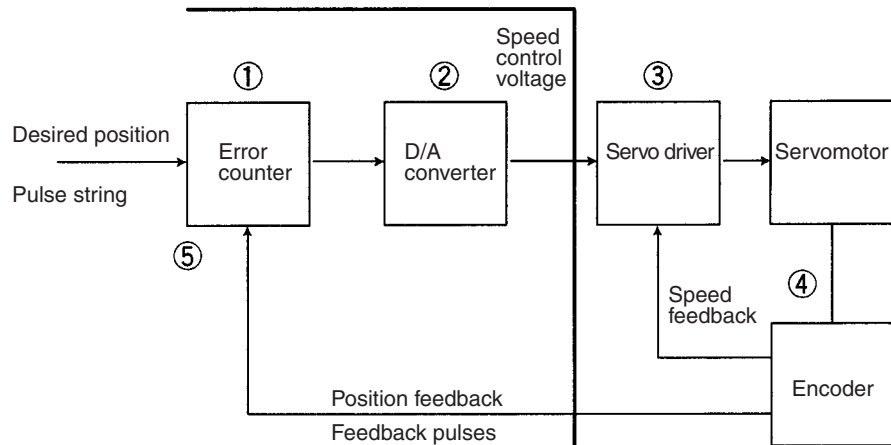 Speed
control
voltage
①
②
③
Desired position
Pulse string
Error
counter
D/A
converter
Servo driver
Servomotor
⑤
④
Speed
feedback
Encoder
Position feedback
Feedback pulses